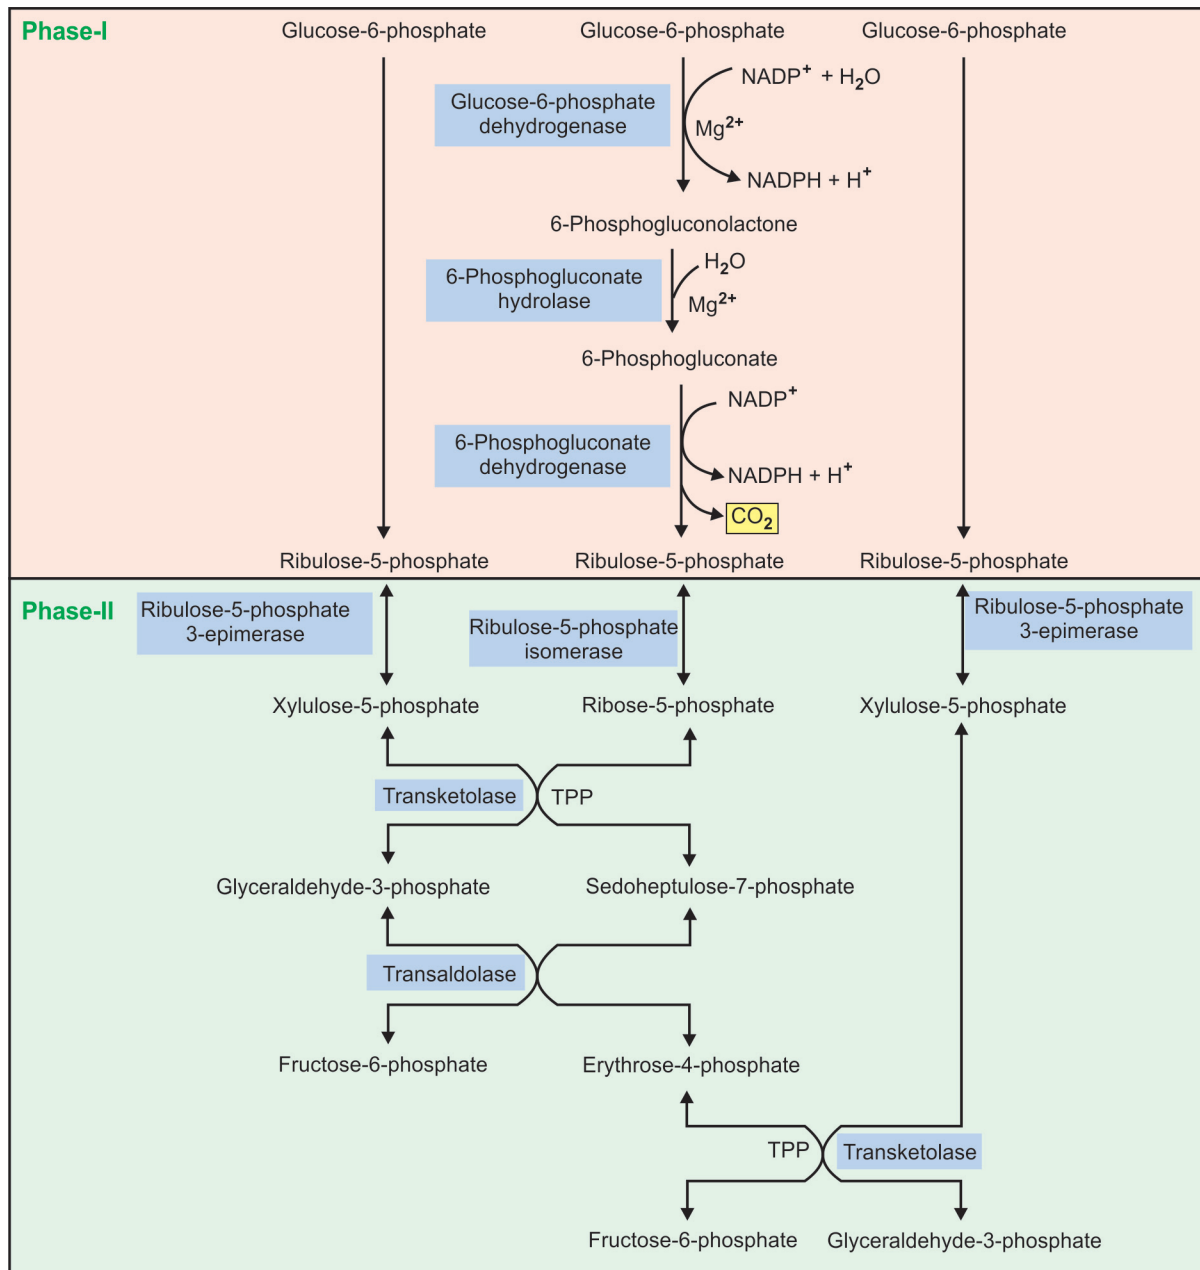 Phase-I
Glucose-6-phosphate
Glucose-6-phosphate
Glucose-6-phosphate
NADP⁺ + H₂O
Glucose-6-phosphate
dehydrogenase
Mg²⁺
NADPH + H⁺
6-Phosphogluconolactone
6-Phosphogluconate
hydrolase
H₂O
Mg²⁺
6-Phosphogluconate
NADP⁺
6-Phosphogluconate
dehydrogenase
NADPH + H⁺
CO₂
Ribulose-5-phosphate
Ribulose-5-phosphate
Ribulose-5-phosphate
Phase-II
Ribulose-5-phosphate
3-epimerase
Ribulose-5-phosphate
isomerase
Ribulose-5-phosphate
3-epimerase
Xylulose-5-phosphate
Ribose-5-phosphate
Xylulose-5-phosphate
Transketolase
TPP
Glyceraldehyde-3-phosphate
Sedoheptulose-7-phosphate
Transaldolase
Fructose-6-phosphate
Erythrose-4-phosphate
TPP
Transketolase
Fructose-6-phosphate
Glyceraldehyde-3-phosphate